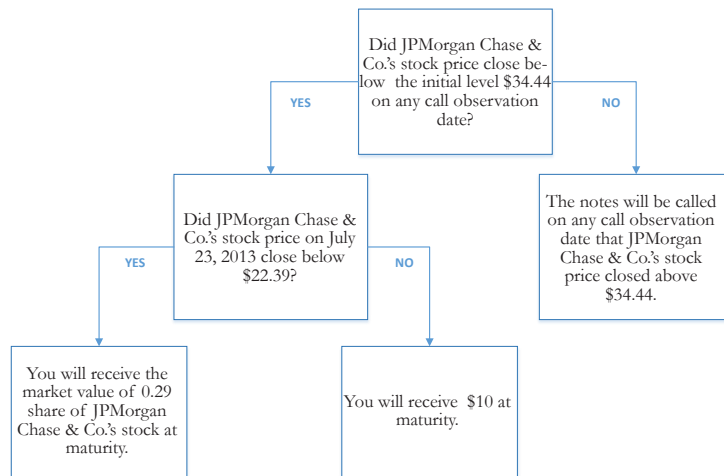 Did JPMorgan Chase &
Co.'s stock price close be-
low the initial level $34.44
on any call observation
date?
YES
NO
Did JPMorgan Chase &
Co.'s stock price on July
23, 2013 close below
$22.39?
The notes will be called
on any call observation
date that JPMorgan
Chase & Co.'s stock
price closed above
$34.44.
YES
NO
You will receive the
market value of 0.29
share of JPMorgan
Chase & Co.'s stock at
maturity.
You will receive $10 at
maturity.